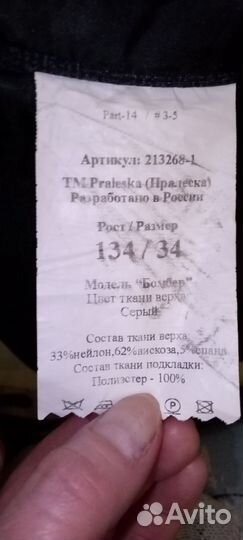 Part-14 / # 3-5
Артикул: 213268-1
TM Praleska (Пралеска)
Разработано в России
Рост / Размер
134 / 34
Модель "Бомбер"
Цвет ткани верха
Серый
Состав ткани верха:
33%нейлон,62%вискоза,5%спанд
Состав ткани подкладки:
Полиэстер - 100%
P
Avito